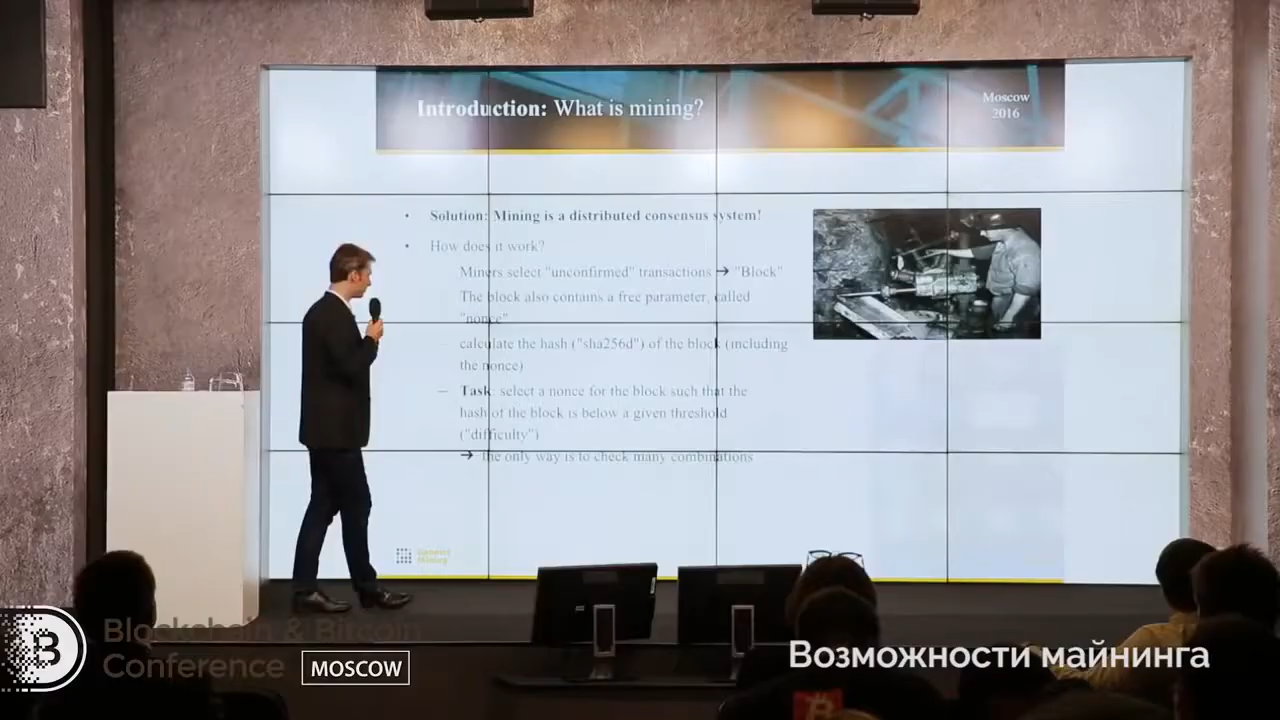 Introduction: What is mining?
Moscow
2016
• Solution: Mining is a distributed consensus system!
• How does it work?
Miners select "unconfirmed" transactions ➔ "Block"
The block also contains a free parameter, called
"nonce"
calculate the hash ("sha256d") of the block (including
the nonce)
– Task: select a nonce for the block such that the
hash of the block is below a given threshold
("difficulty")
➔ the only way is to check many combinations
Genesis
Mining
Blockchain & Bitcoin
Conference MOSCOW
Возможности майнинга